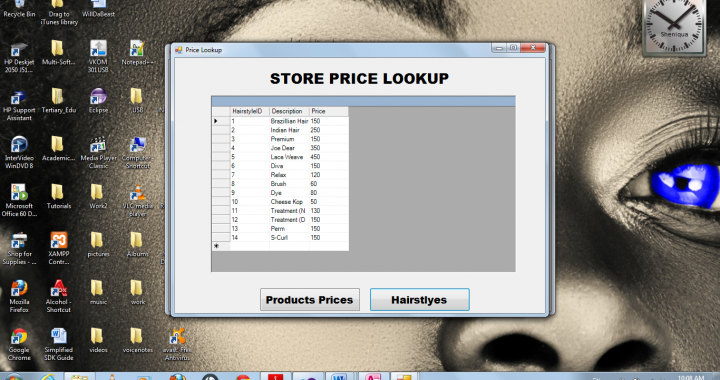 Recycle Bin
Drag to iTunes library
WillDaBeast
Sheniqua
Price Lookup
STORE PRICE LOOKUP
HairstyleID Description Price
1 Brazillian Hair 150
2 Indian Hair 250
3 Premium 150
4 Joe Dear 350
5 Lace Weave 450
6 Diva 150
7 Relax 120
8 Brush 60
9 Dye 80
10 Cheese Kop 50
11 Treatment (N 130
12 Treatment (D 150
13 Perm 150
14 S-Curl 150
Products Prices
Hairstlyes
HP Deskjet 2050 J51...
Multi-Soft...
VKOM 301USB
Notepad++
HP Support Assistant
Tertiary_Edu
Eclipse
USB
InterVideo WinDVD 8
Academic...
Media Player Classic
Computer - Shortcut
Microsoft Office 60 D...
Tutorials
Work2
VLC media player
Shop for Supplies - ...
XAMPP Contr...
pictures
Albums
Mozilla Firefox
Alcohol - Shortcut
music
work
Google Chrome
Simplified SDK Guide
videos
voicenotes
avast! Free Antivirus
10:08 AM